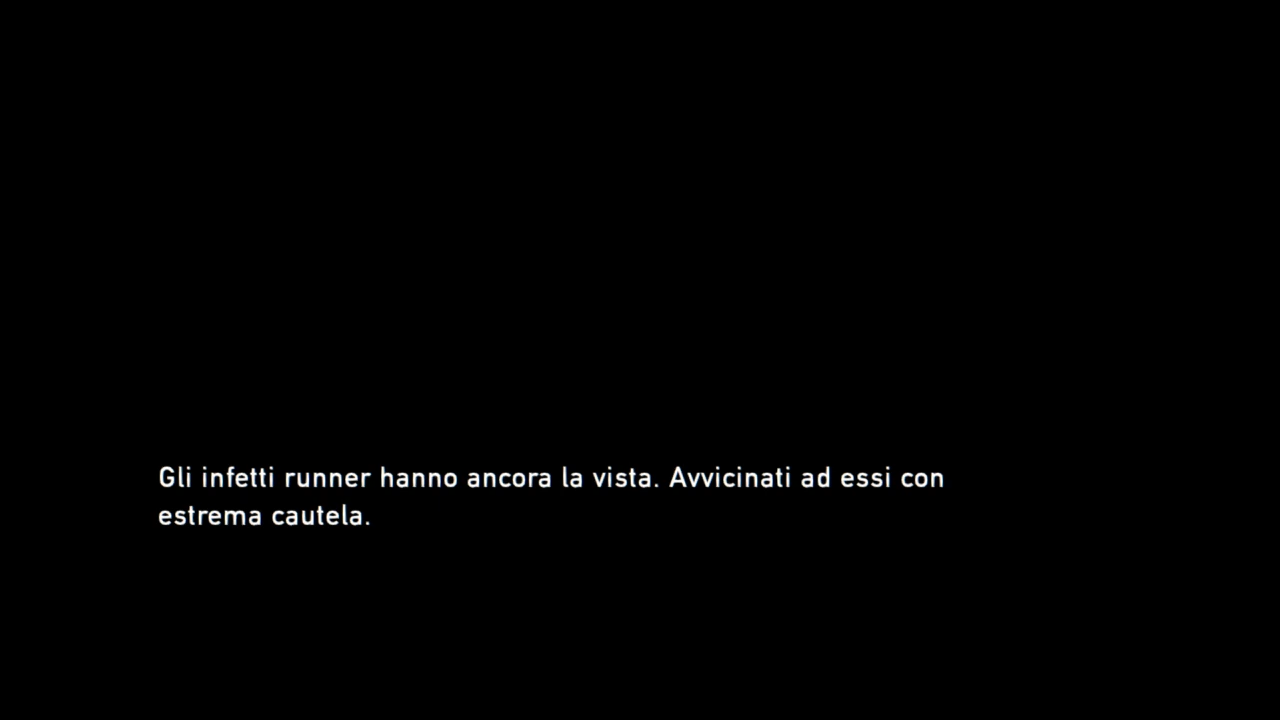 Gli infetti runner hanno ancora la vista. Avvicinati ad essi con
estrema cautela.